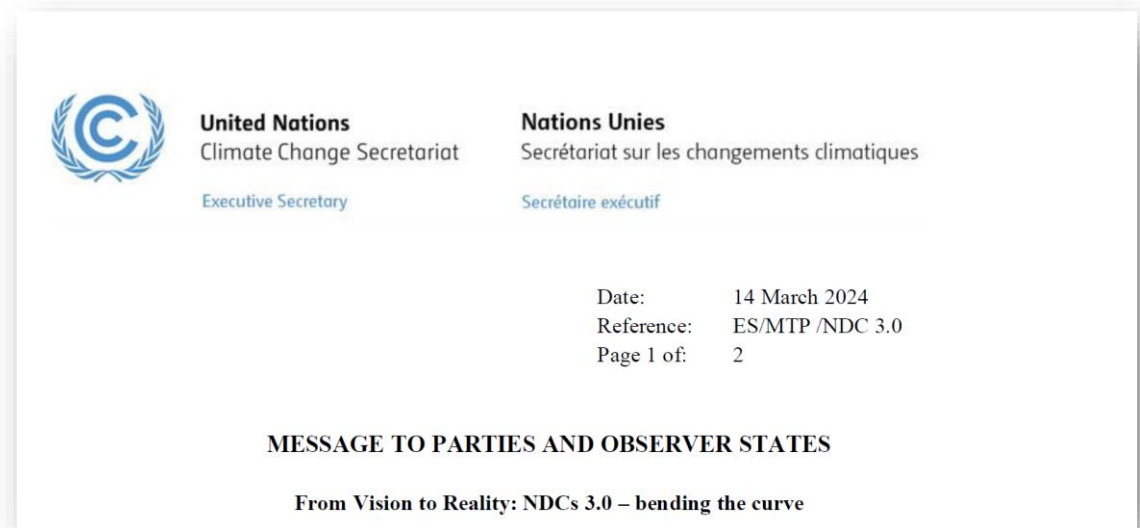 United Nations
Climate Change Secretariat
Executive Secretary
Nations Unies
Secrétariat sur les changements climatiques
Secrétaire exécutif
Date: 14 March 2024
Reference: ES/MTP /NDC 3.0
Page 1 of: 2
MESSAGE TO PARTIES AND OBSERVER STATES
From Vision to Reality: NDCs 3.0 – bending the curve